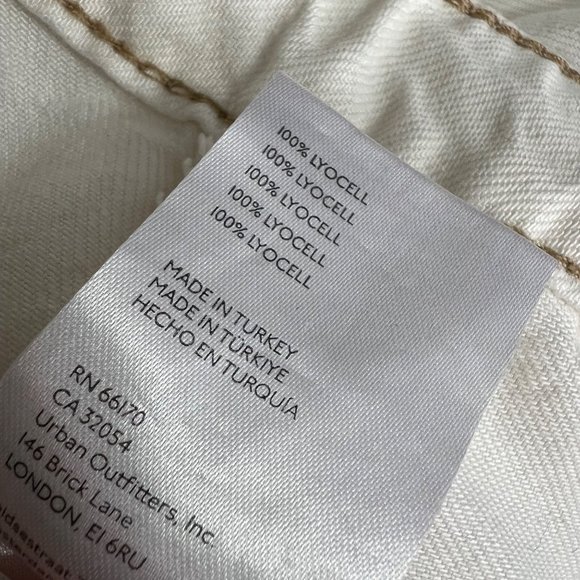 100% LYOCELL
100% LYOCELL
100% LYOCELL
100% LYOCELL
100% LYOCELL
MADE IN TURKEY
MADE IN TÜRKIYE
HECHO EN TURQUÍA
RN 66170
CA 32054
Urban Outfitters, Inc.
146 Brick Lane
LONDON, E1 6RU